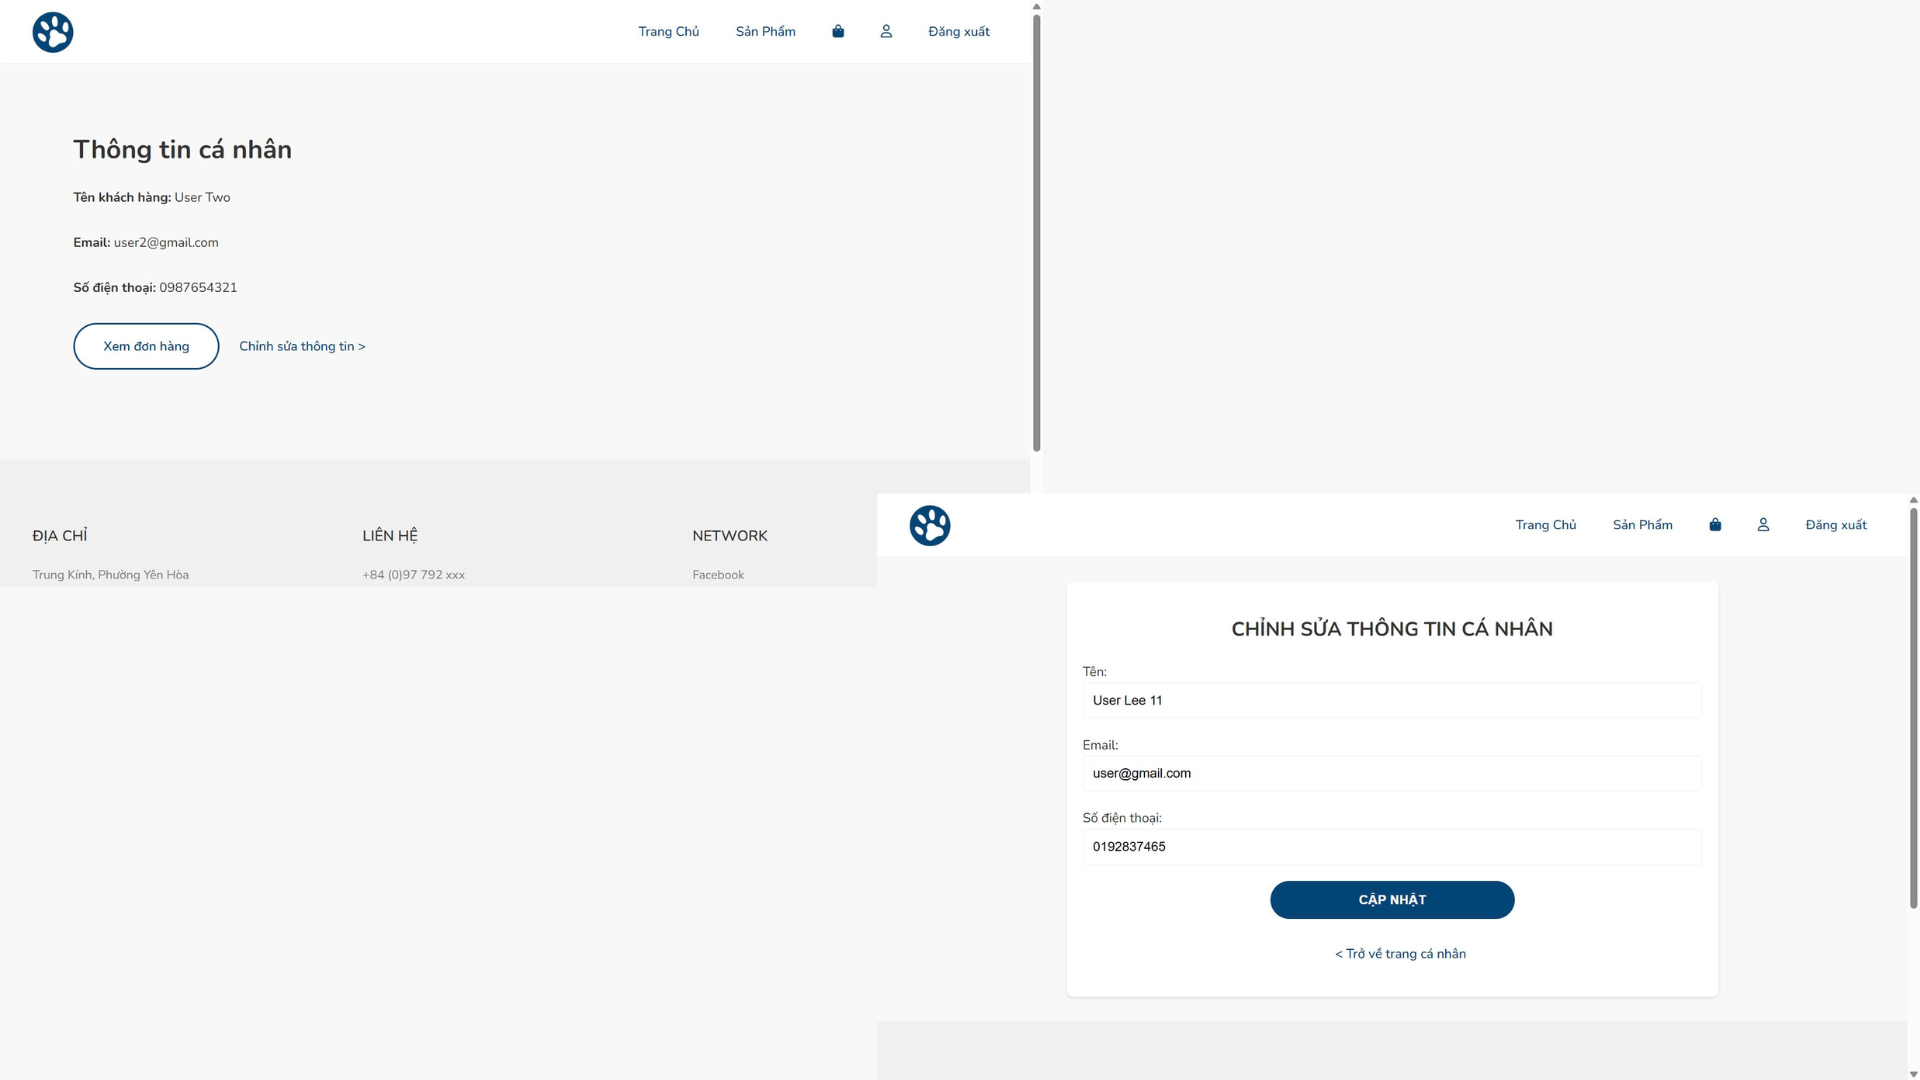 Trang Chủ Sản Phẩm Đăng xuất
Thông tin cá nhân
Tên khách hàng: User Two
Email: user2@gmail.com
Số điện thoại: 0987654321
Xem đơn hàng Chỉnh sửa thông tin >
ĐỊA CHỈ LIÊN HỆ NETWORK
Trung Kính, Phường Yên Hòa +84 (0)97 792 xxx Facebook
Trang Chủ Sản Phẩm Đăng xuất
CHỈNH SỬA THÔNG TIN CÁ NHÂN
Tên:
User Lee 11
Email:
user@gmail.com
Số điện thoại:
0192837465
CẬP NHẬT
< Trở về trang cá nhân